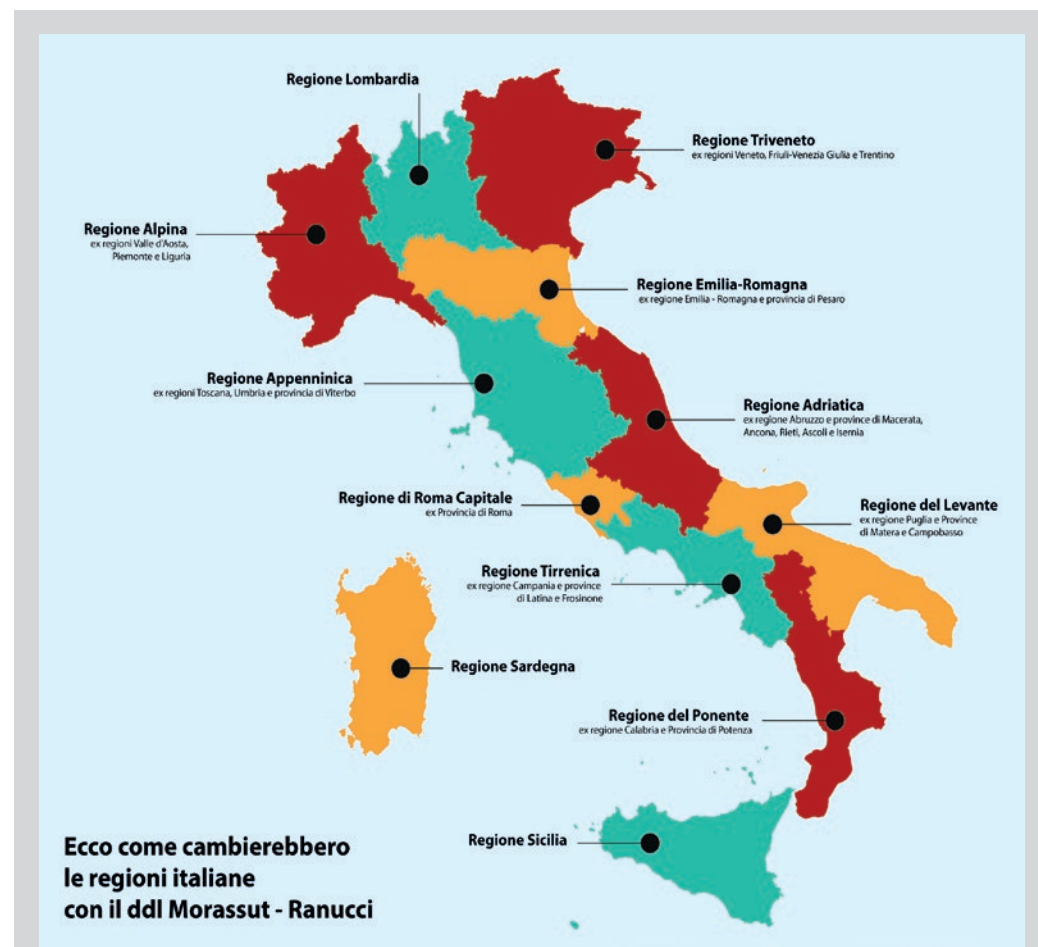 Regione Lombardia
Regione Triveneto
ex regioni Veneto, Friuli-Venezia Giulia e Trentino
Regione Alpina
ex regioni Valle d'Aosta,
Piemonte e Liguria
Regione Emilia-Romagna
ex regione Emilia - Romagna e provincia di Pesaro
Regione Appenninica
ex regioni Toscana, Umbria e provincia di Viterbo
Regione Adriatica
ex regione Abruzzo e province di Macerata,
Ancona, Rieti, Ascoli e Isernia
Regione di Roma Capitale
ex Provincia di Roma
Regione del Levante
ex regione Puglia e Province
di Matera e Campobasso
Regione Tirrenica
ex regione Campania e province
di Latina e Frosinone
Regione Sardegna
Regione del Ponente
ex regione Calabria e Provincia di Potenza
Regione Sicilia
Ecco come cambierebbero
le regioni italiane
con il ddl Morassut - Ranucci